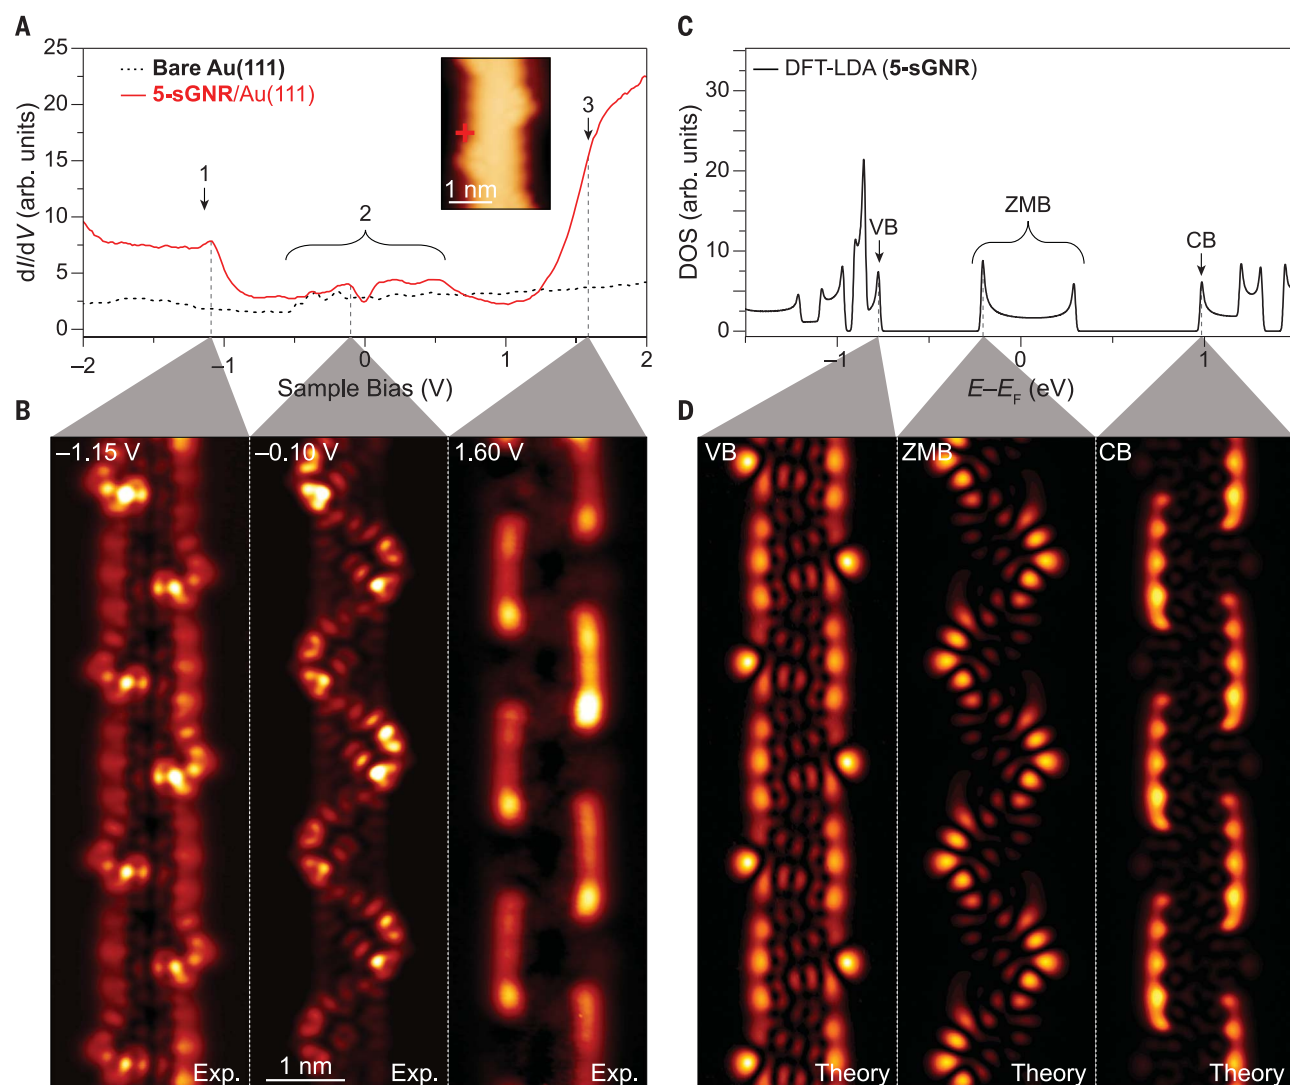 A
25
20
15
10
5
0
dI/dV (arb. units)
Bare Au(111)
5-sGNR/Au(111)
1
2
3
1 nm
–2
–1
0
1
2
Sample Bias (V)
B
–1.15 V
–0.10 V
1.60 V
1 nm
Exp.
Exp.
Exp.
C
30
20
10
0
DOS (arb. units)
DFT-LDA (5-sGNR)
VB
ZMB
CB
–1
0
1
E–EF (eV)
D
VB
ZMB
CB
Theory
Theory
Theory